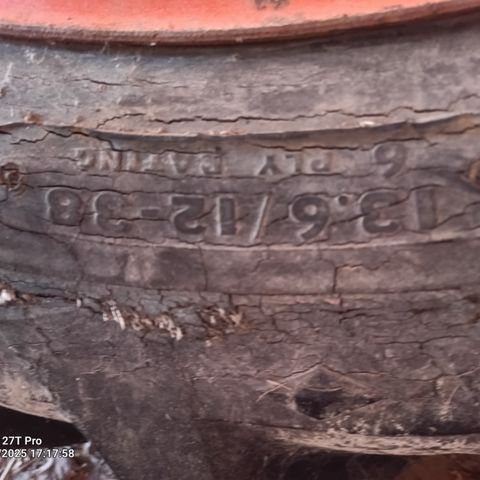 13.6/12-38
6 PLY RATING
27T Pro
/2025 17:17:58